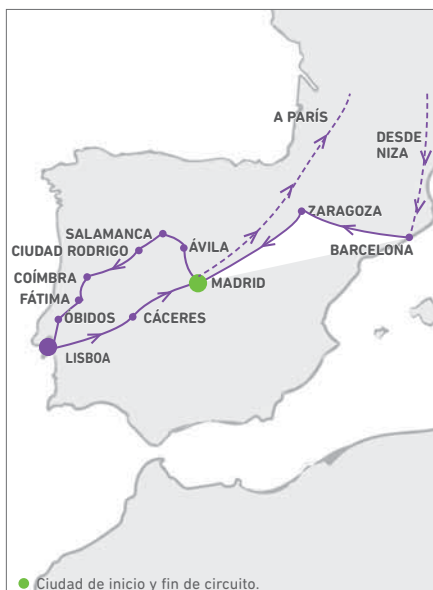 A PARÍS
DESDE
NIZA
ZARAGOZA
SALAMANCA
CIUDAD RODRIGO
ÁVILA
BARCELONA
COÍMBRA
MADRID
FÁTIMA
OBIDOS
CÁCERES
LISBOA
Ciudad de inicio y fin de circuito.